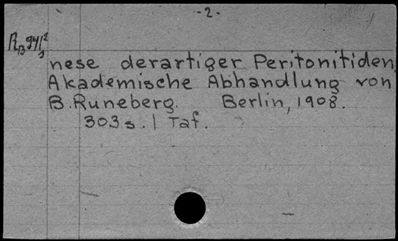 -2-
nese derartiger Peritonitiden,
Akademische Abhandlung von
B. Runeberg. Berlin, 1908.
303 s. 1 Taf.